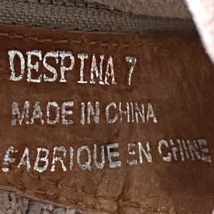 DESPINA 7
MADE IN CHINA
FABRIQUE EN CHINE